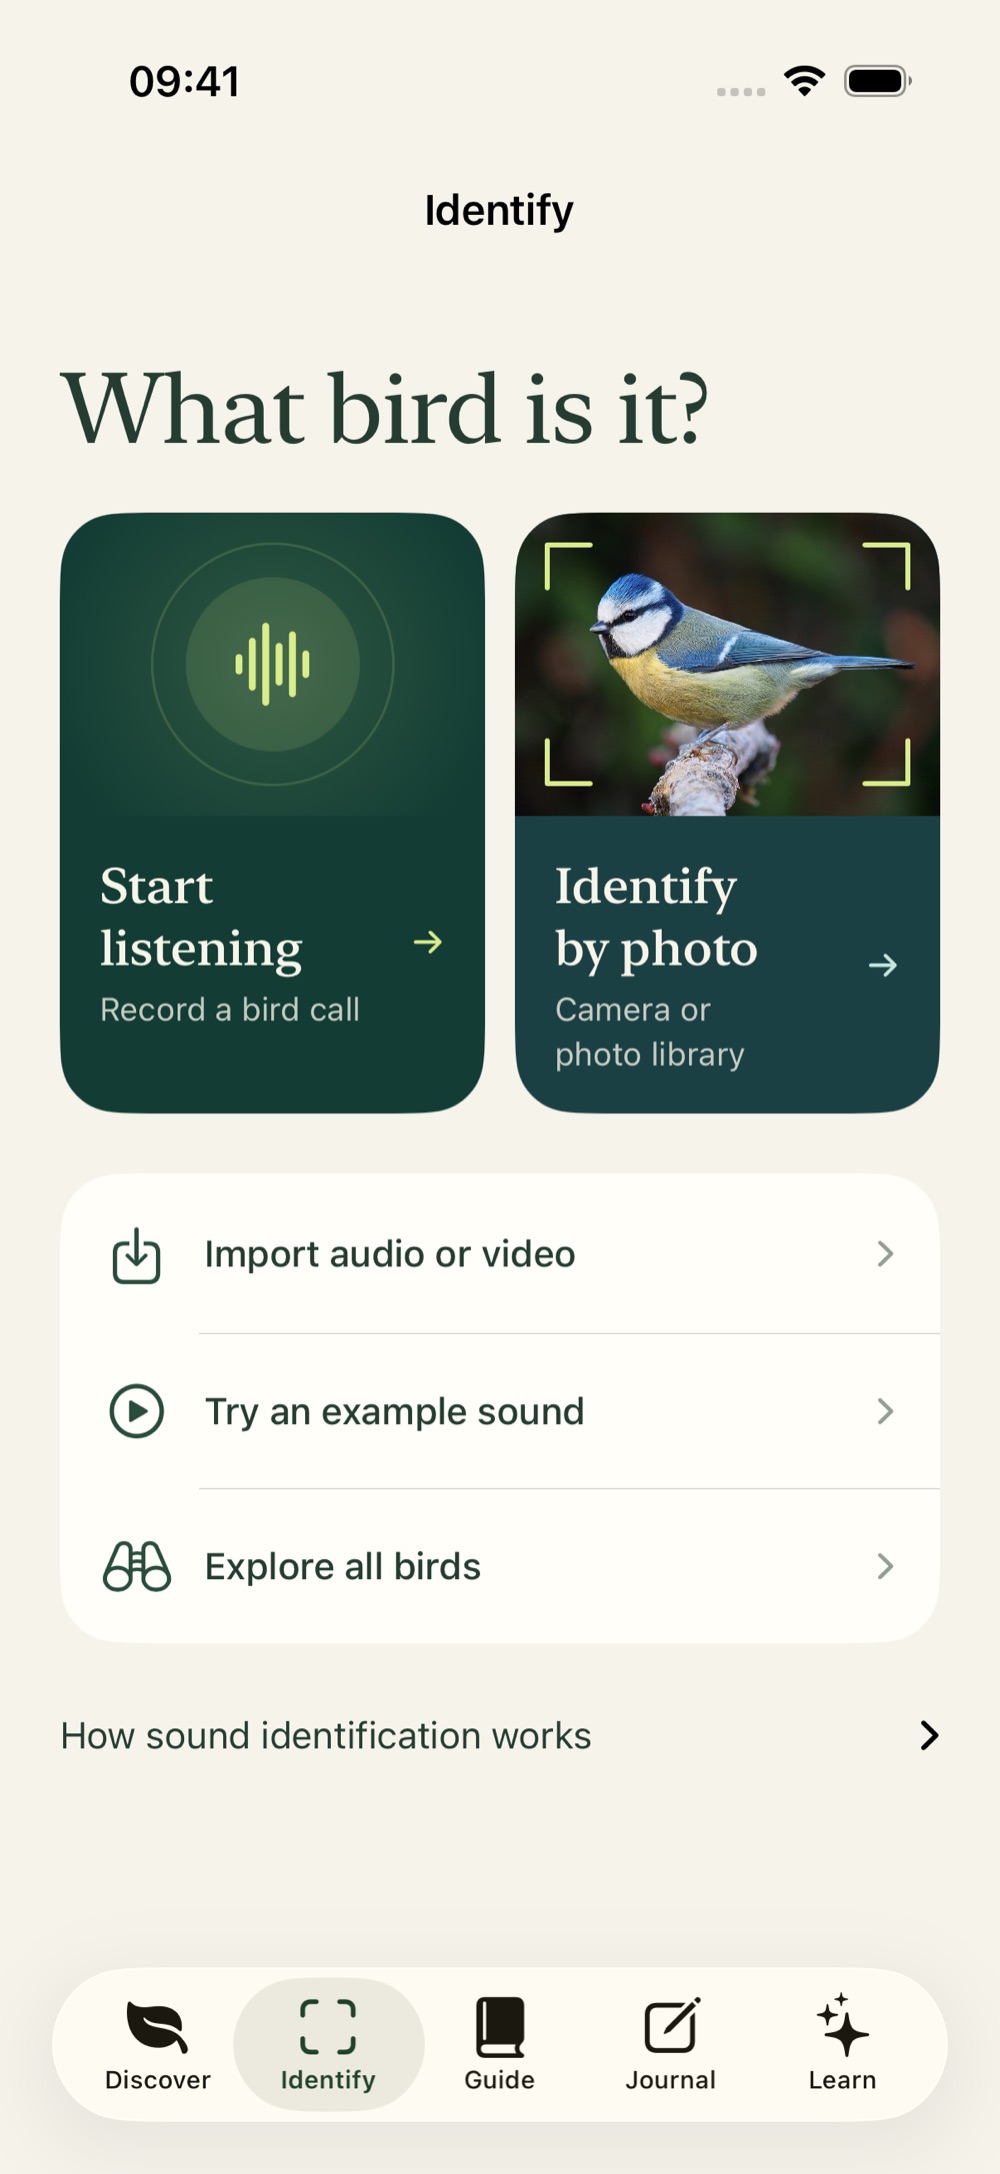 09:41
Identify
What bird is it?
Start
listening
Record a bird call
Identify
by photo
Camera or
photo library
Import audio or video
Try an example sound
Explore all birds
How sound identification works
Discover
Identify
Guide
Journal
Learn